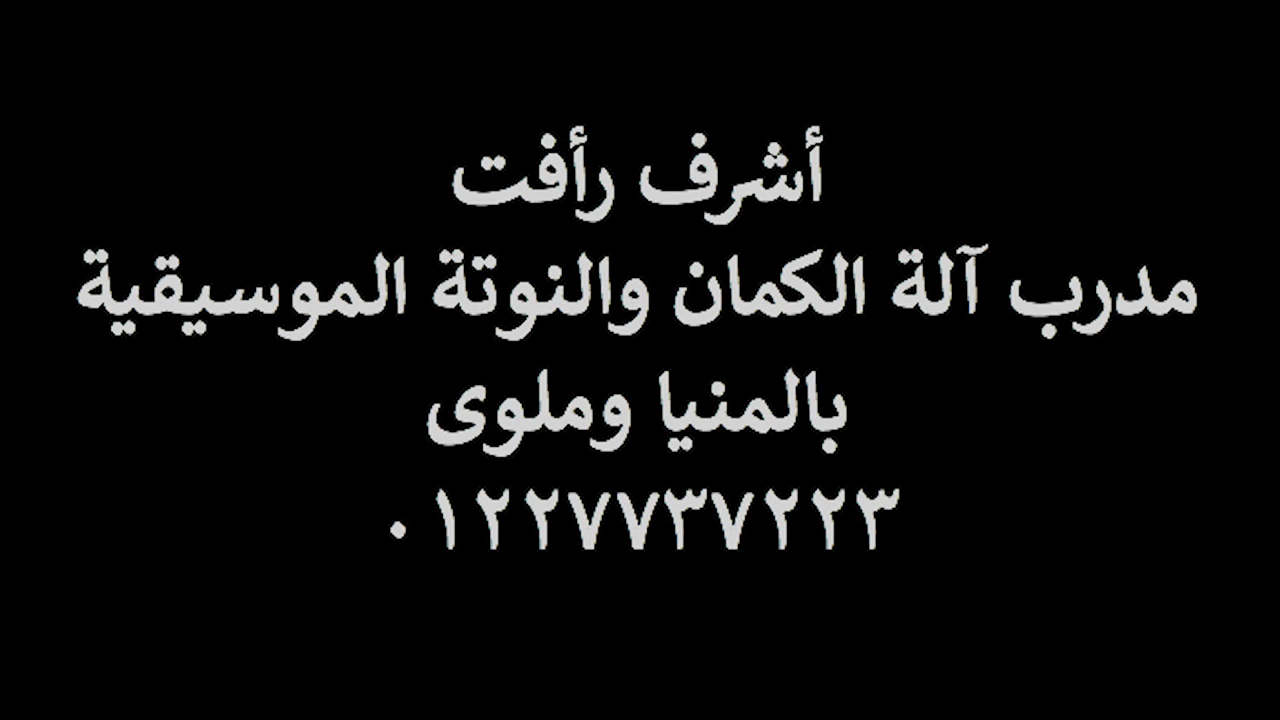 أشرف رأفت
مدرب آلة الكمان والنوتة الموسيقية
بالمنيا وملوى
٠١٢٢٧٧٣٧٢٢٣